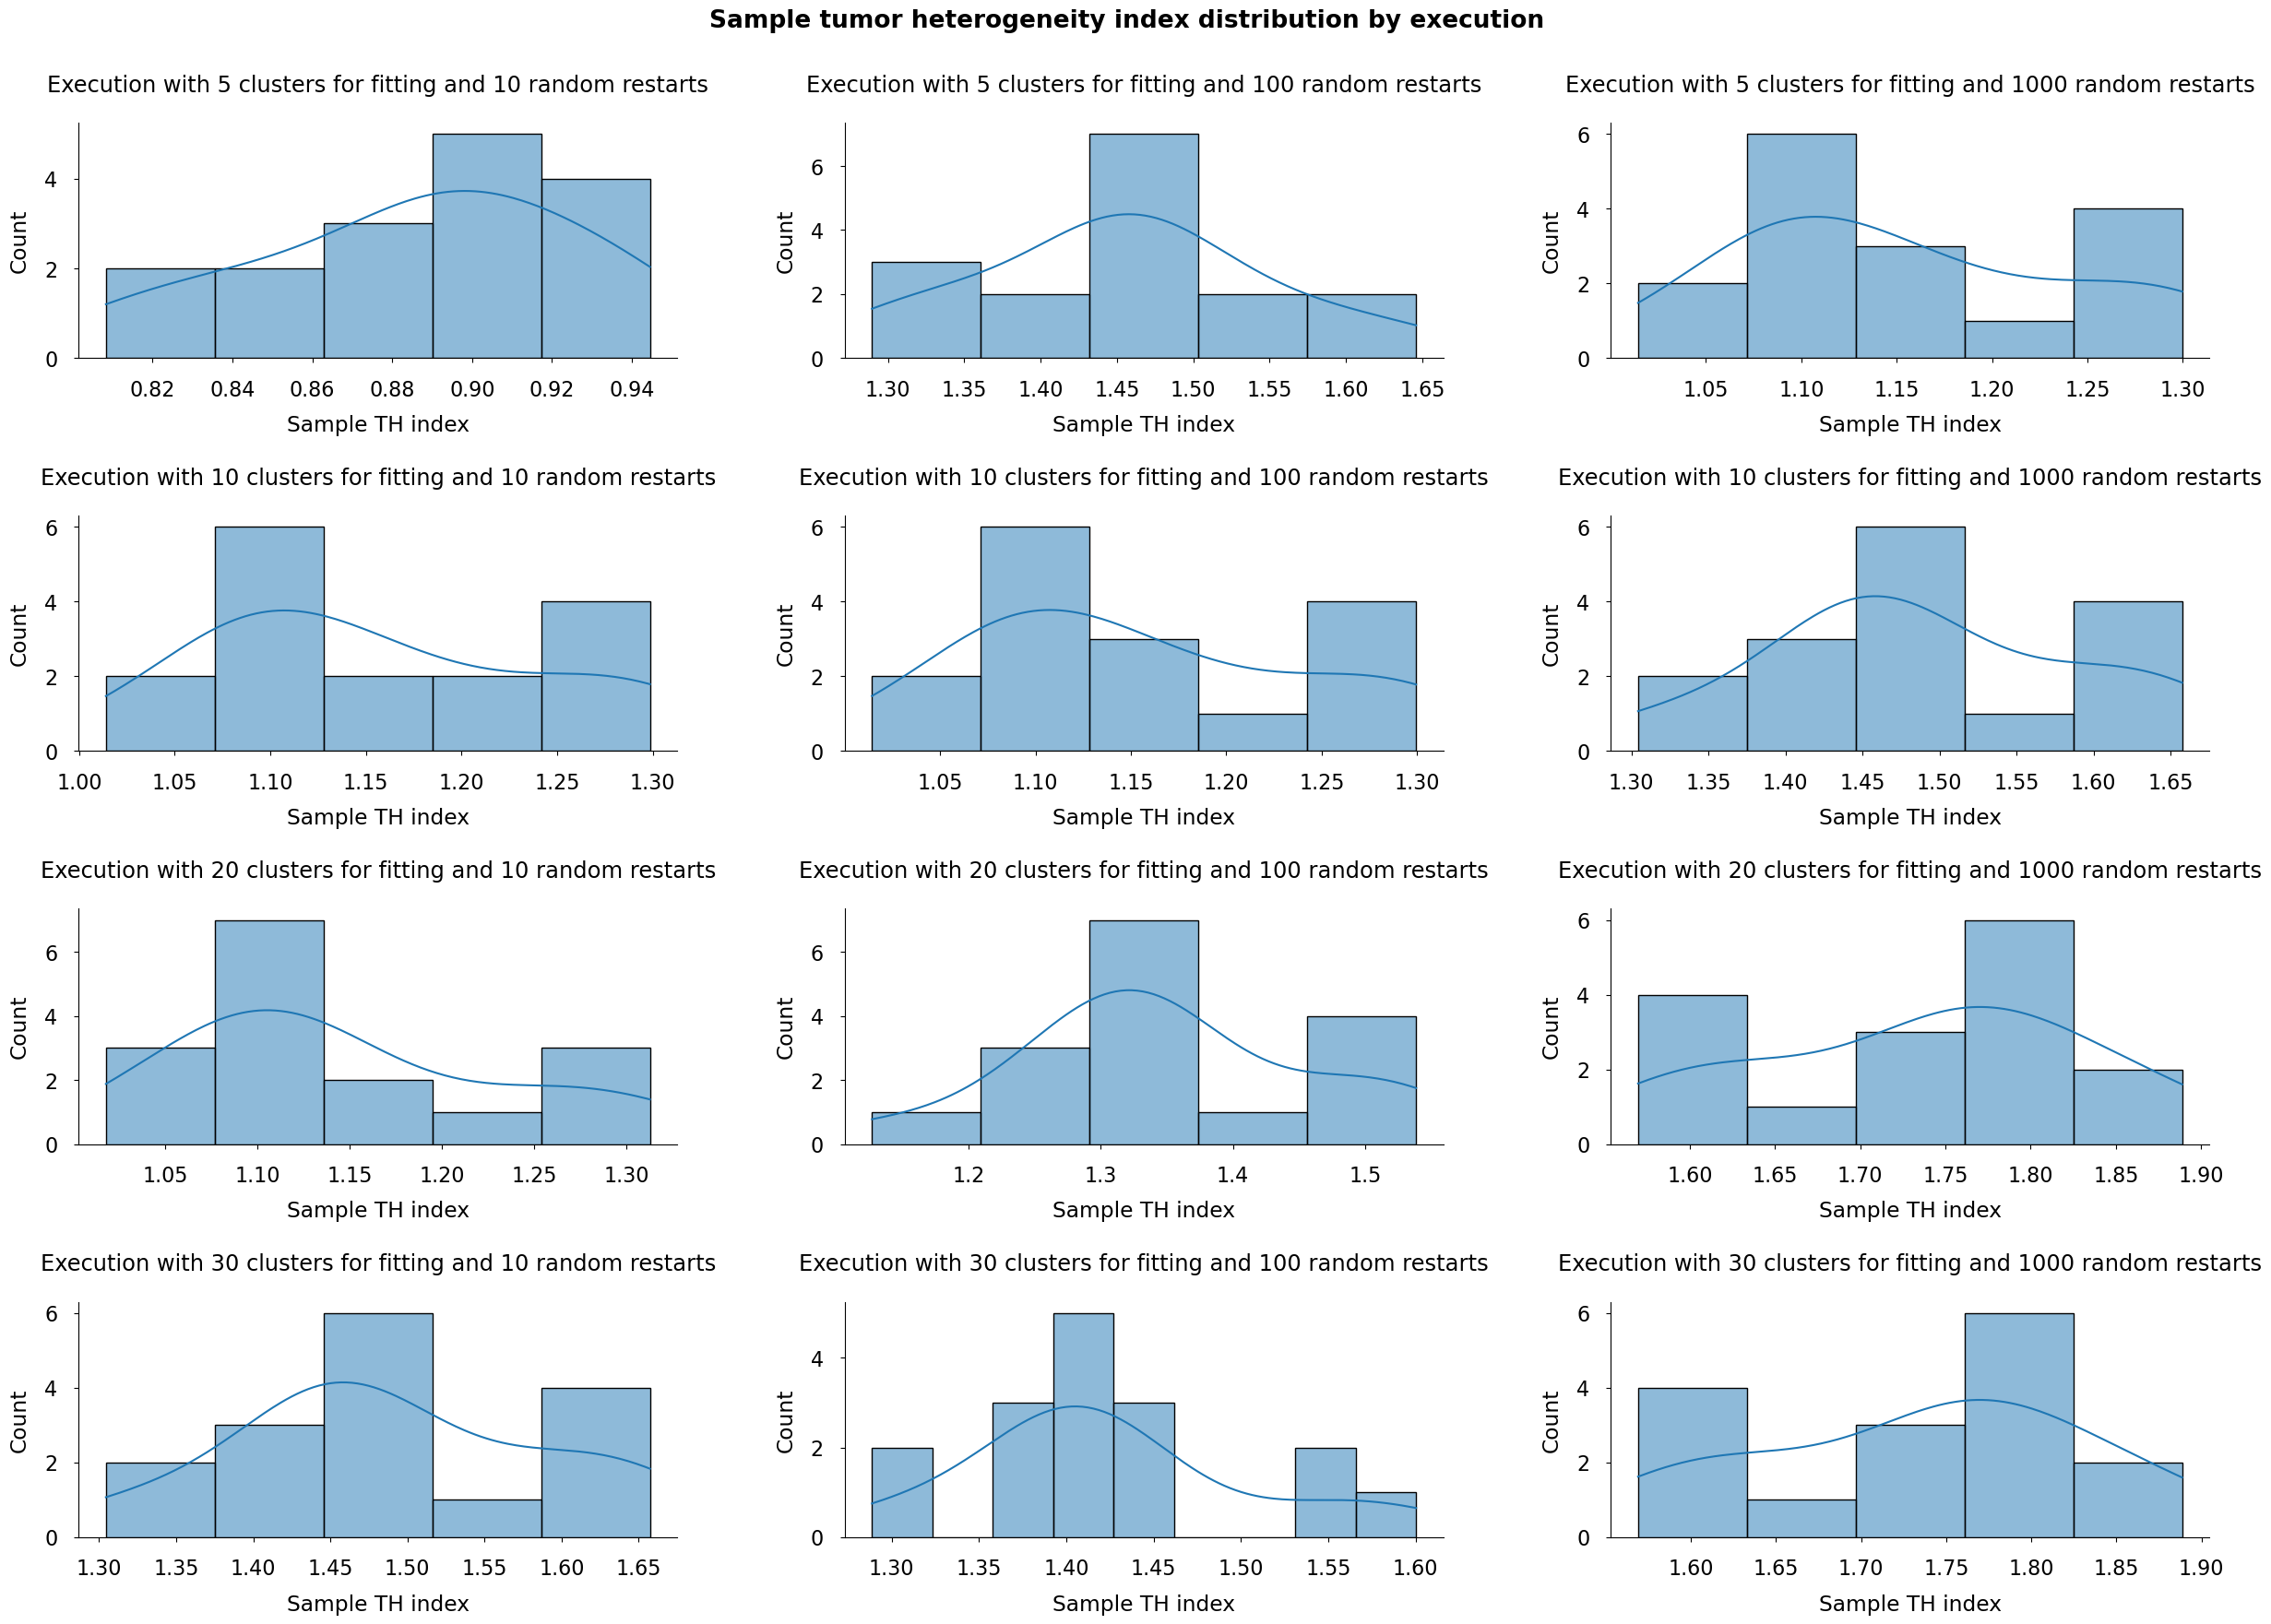 Sample tumor heterogeneity index distribution by execution
Execution with 5 clusters for fitting and 10 random restarts
Count
0 2 4
0.82 0.84 0.86 0.88 0.90 0.92 0.94
Sample TH index
Execution with 5 clusters for fitting and 100 random restarts
Count
0 2 4 6
1.30 1.35 1.40 1.45 1.50 1.55 1.60 1.65
Sample TH index
Execution with 5 clusters for fitting and 1000 random restarts
Count
0 2 4 6
1.05 1.10 1.15 1.20 1.25 1.30
Sample TH index
Execution with 10 clusters for fitting and 10 random restarts
Count
0 2 4 6
1.00 1.05 1.10 1.15 1.20 1.25 1.30
Sample TH index
Execution with 10 clusters for fitting and 100 random restarts
Count
0 2 4 6
1.05 1.10 1.15 1.20 1.25 1.30
Sample TH index
Execution with 10 clusters for fitting and 1000 random restarts
Count
0 2 4 6
1.30 1.35 1.40 1.45 1.50 1.55 1.60 1.65
Sample TH index
Execution with 20 clusters for fitting and 10 random restarts
Count
0 2 4 6
1.05 1.10 1.15 1.20 1.25 1.30
Sample TH index
Execution with 20 clusters for fitting and 100 random restarts
Count
0 2 4 6
1.2 1.3 1.4 1.5
Sample TH index
Execution with 20 clusters for fitting and 1000 random restarts
Count
0 2 4 6
1.60 1.65 1.70 1.75 1.80 1.85 1.90
Sample TH index
Execution with 30 clusters for fitting and 10 random restarts
Count
0 2 4 6
1.30 1.35 1.40 1.45 1.50 1.55 1.60 1.65
Sample TH index
Execution with 30 clusters for fitting and 100 random restarts
Count
0 2 4
1.30 1.35 1.40 1.45 1.50 1.55 1.60
Sample TH index
Execution with 30 clusters for fitting and 1000 random restarts
Count
0 2 4 6
1.60 1.65 1.70 1.75 1.80 1.85 1.90
Sample TH index